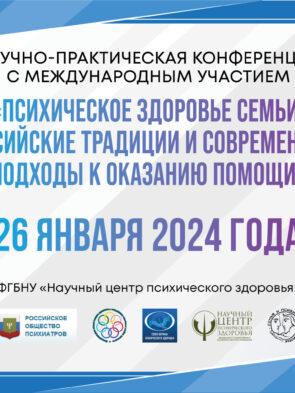 УЧНО-ПРАКТИЧЕСКАЯ КОНФЕРЕНЦ
С МЕЖДУНАРОДНЫМ УЧАСТИЕМ
«ПСИХИЧЕСКОЕ ЗДОРОВЬЕ СЕМЬИ
СИЙСКИЕ ТРАДИЦИИ И СОВРЕМЕН
ПОДХОДЫ К ОКАЗАНИЮ ПОМОЩИ
26 ЯНВАРЯ 2024 ГОДА
ФГБНУ «Научный центр психического здоровья»
РОССИЙСКОЕ
ОБЩЕСТВО
ПСИХИАТРОВ
НАУЧНЫЙ
ЦЕНТР
ПСИХИЧЕСКОГО
ЗДОРОВЬЯ